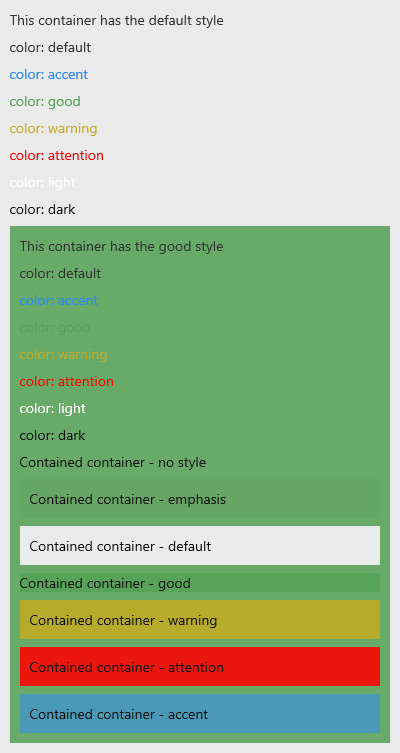 This container has the default style
color: default
color: accent
color: good
color: warning
color: attention
color: light
color: dark
This container has the good style
color: default
color: accent
color: good
color: warning
color: attention
color: light
color: dark
Contained container - no style
Contained container - emphasis
Contained container - default
Contained container - good
Contained container - warning
Contained container - attention
Contained container - accent